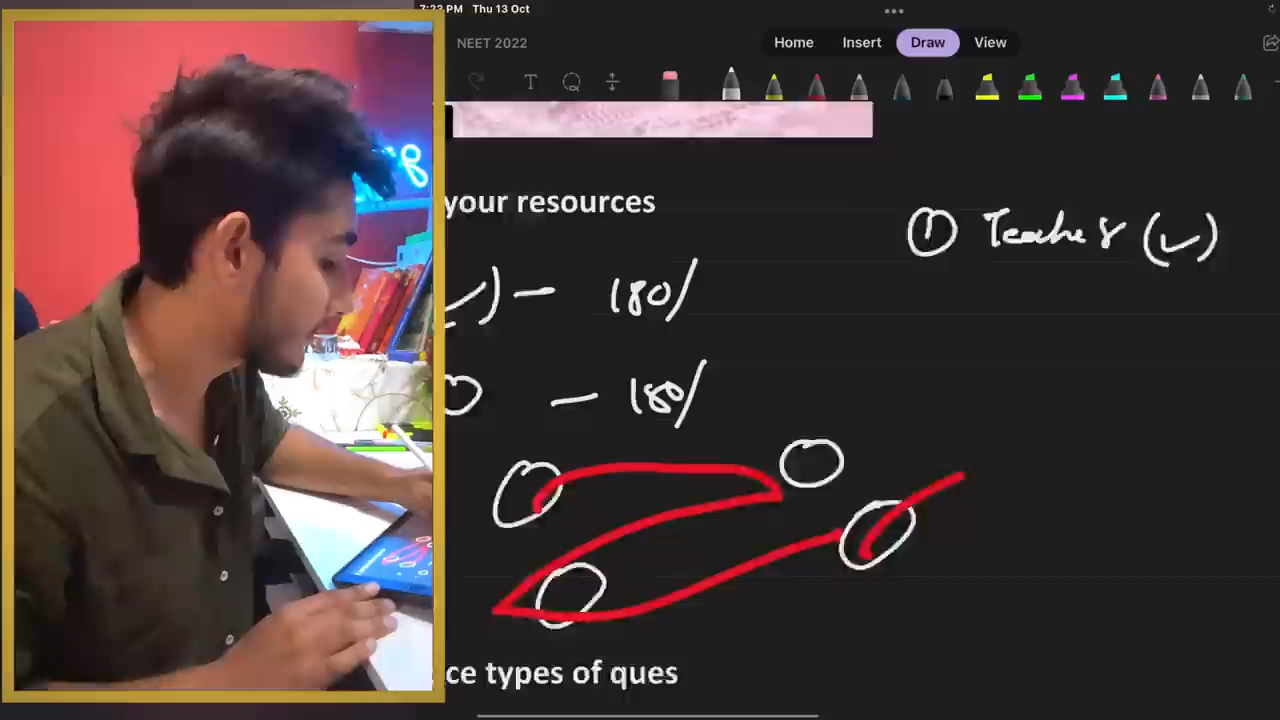 7:23 PM Thu 13 Oct
NEET 2022
Home Insert Draw View
T
your resources
① Teacher (✓)
✓) — 180/
— 180/
ce types of ques